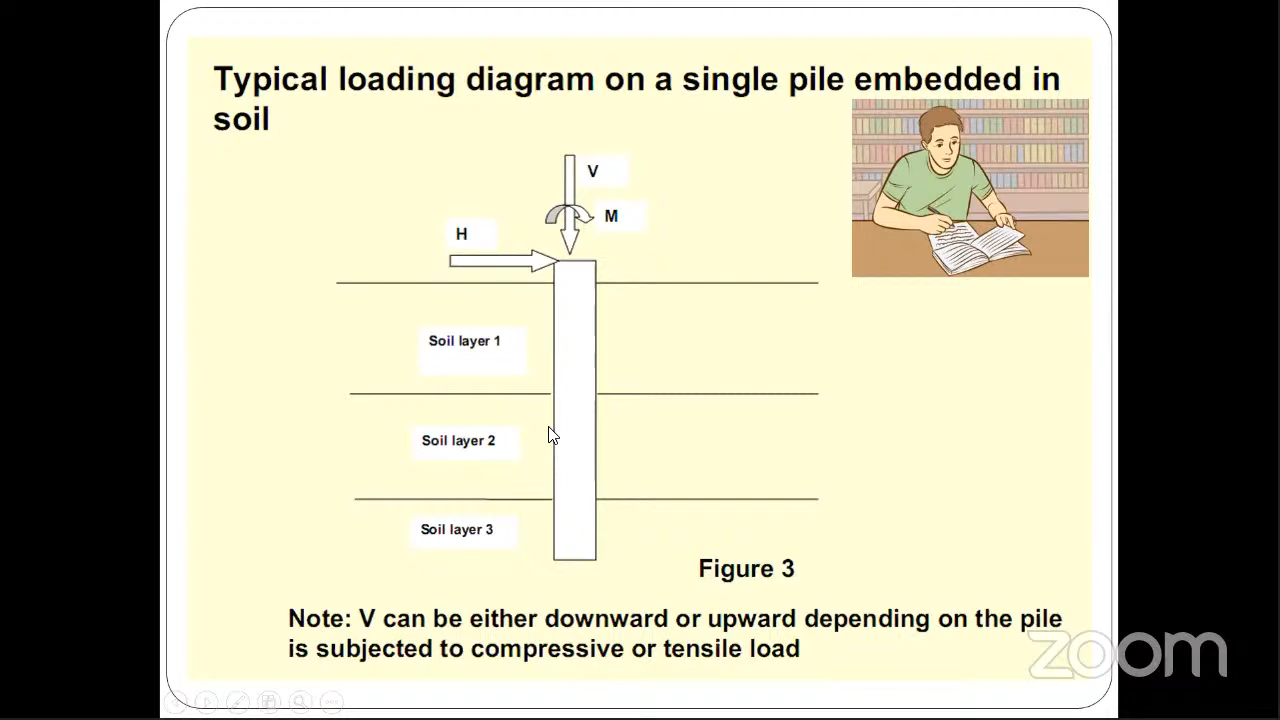 Typical loading diagram on a single pile embedded in
soil
V
M
H
Soil layer 1
Soil layer 2
Soil layer 3
Figure 3
Note: V can be either downward or upward depending on the pile
is subjected to compressive or tensile load
zoom